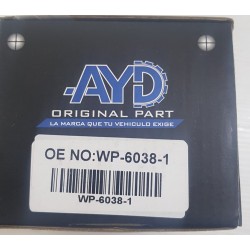 AYD
ORIGINAL PART
LA MARCA QUE TU VEHICULO EXIGE
OE NO:WP-6038-1
WP-6038-1